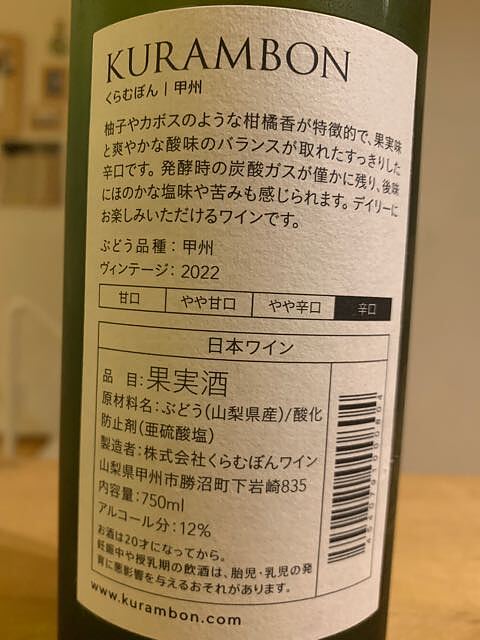 KURAMBON
くらむぼん | 甲州
柚子やカボスのような柑橘香が特徴的で、果実味
と爽やかな酸味のバランスが取れたすっきりした
辛口です。発酵時の炭酸ガスが僅かに残り、後味
にほのかな塩味や苦みも感じられます。デイリーに
お楽しみいただけるワインです。
ぶどう品種：甲州
ヴィンテージ：2022
甘口 やや甘口 やや辛口 辛口
日本ワイン
品 目：果実酒
原材料名：ぶどう(山梨県産)/酸化
防止剤(亜硫酸塩)
製造者：株式会社くらむぼんワイン
山梨県甲州市勝沼町下岩崎835
内容量：750ml
アルコール分：12%
お酒は20才になってから。
妊娠中や授乳期の飲酒は、胎児・乳児の発
育に悪影響を与えるおそれがあります。
www.kurambon.com